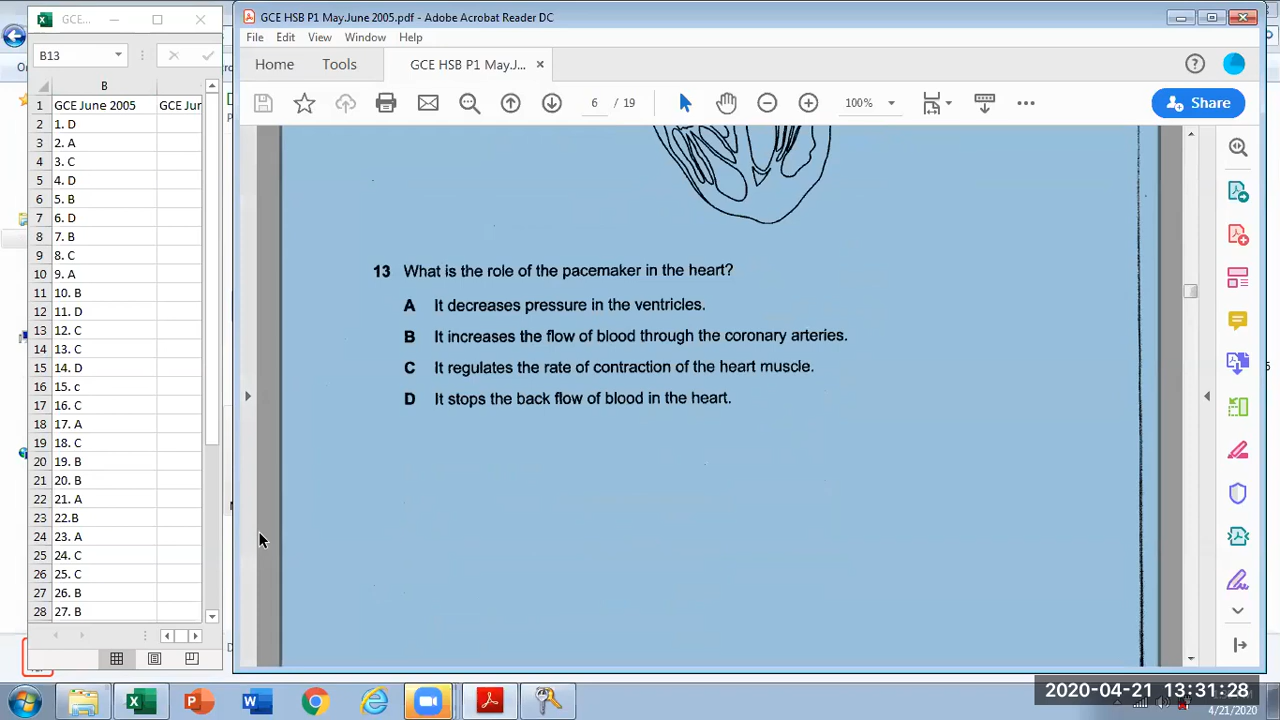 GCE...
GCE HSB P1 May.June 2005.pdf - Adobe Acrobat Reader DC
File Edit View Window Help
B13
Home Tools GCE HSB P1 May.J...
6 / 19 100% Share
B
1 GCE June 2005 GCE Jur
2 1. D
3 2. A
4 3. C
5 4. D
6 5. B
7 6. D
8 7. B
9 8. C
10 9. A
11 10. B
12 11. D
13 12. C
14 13. C
15 14. D
16 15. c
17 16. C
18 17. A
19 18. C
20 19. B
21 20. B
22 21. A
23 22.B
24 23. A
25 24. C
26 25. C
27 26. B
28 27. B
13 What is the role of the pacemaker in the heart?
A It decreases pressure in the ventricles.
B It increases the flow of blood through the coronary arteries.
C It regulates the rate of contraction of the heart muscle.
D It stops the back flow of blood in the heart.
2020-04-21 13:31:28
4/21/2020